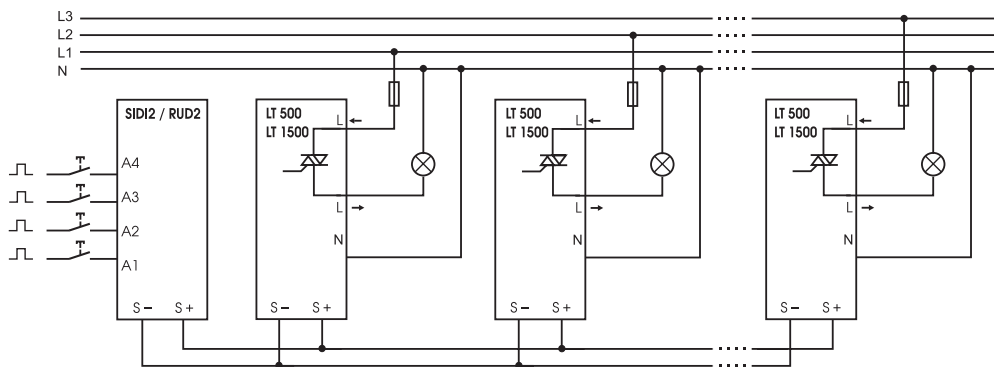 L3
L2
L1
N
SIDI2 / RUD2
A4
A3
A2
A1
S – S +
LT 500
LT 1500
L
L
N
S – S +
LT 500
LT 1500
L
L
N
S – S +
LT 500
LT 1500
L
L
N
S – S +